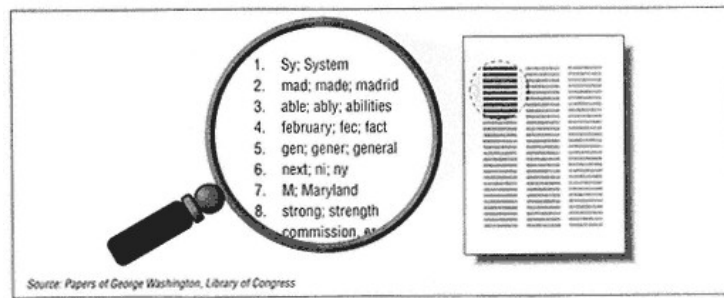 1. Sy; System
2. mad; made; madrid
3. able; ably; abilities
4. february; fec; fact
5. gen; gener; general
6. next; ni; ny
7. M; Maryland
8. strong; strength
commission,
Source: Papers of George Washington, Library of Congress